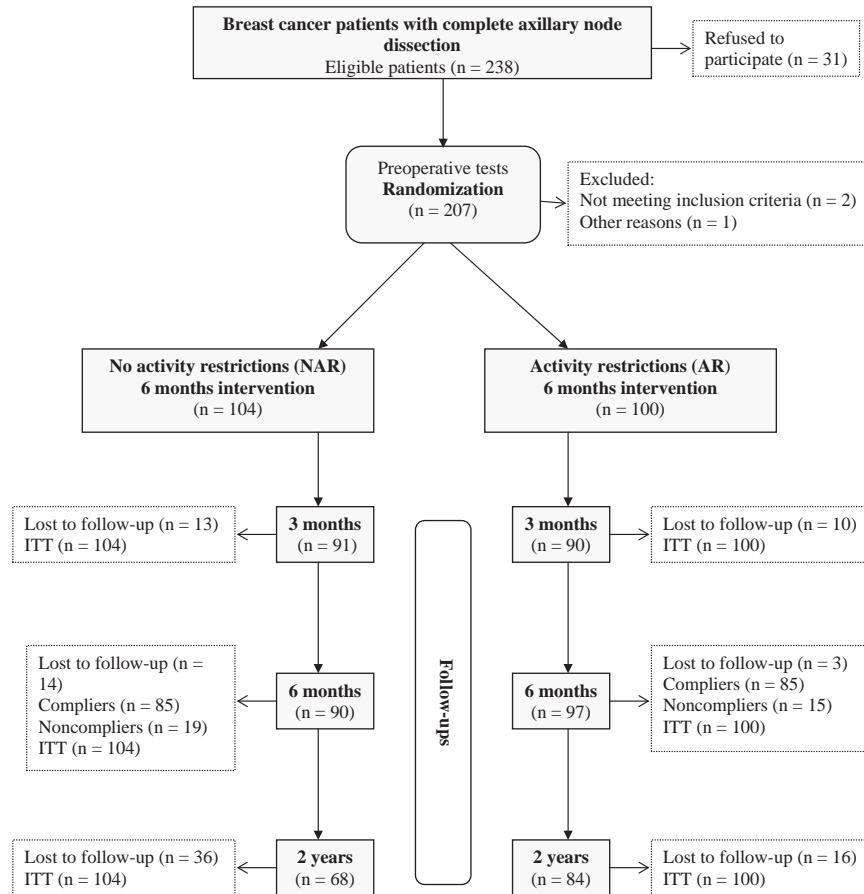 Breast cancer patients with complete axillary node
dissection
Eligible patients (n = 238)
Refused to
participate (n = 31)
Preoperative tests
Randomization
(n = 207)
Excluded:
Not meeting inclusion criteria (n = 2)
Other reasons (n = 1)
No activity restrictions (NAR)
6 months intervention
(n = 104)
Activity restrictions (AR)
6 months intervention
(n = 100)
Lost to follow-up (n = 13)
ITT (n = 104)
3 months
(n = 91)
3 months
(n = 90)
Lost to follow-up (n = 10)
ITT (n = 100)
Follow-ups
Lost to follow-up (n =
14)
Compliers (n = 85)
Noncompliers (n = 19)
ITT (n = 104)
6 months
(n = 90)
6 months
(n = 97)
Lost to follow-up (n = 3)
Compliers (n = 85)
Noncompliers (n = 15)
ITT (n = 100)
Lost to follow-up (n = 36)
ITT (n = 104)
2 years
(n = 68)
2 years
(n = 84)
Lost to follow-up (n = 16)
ITT (n = 100)